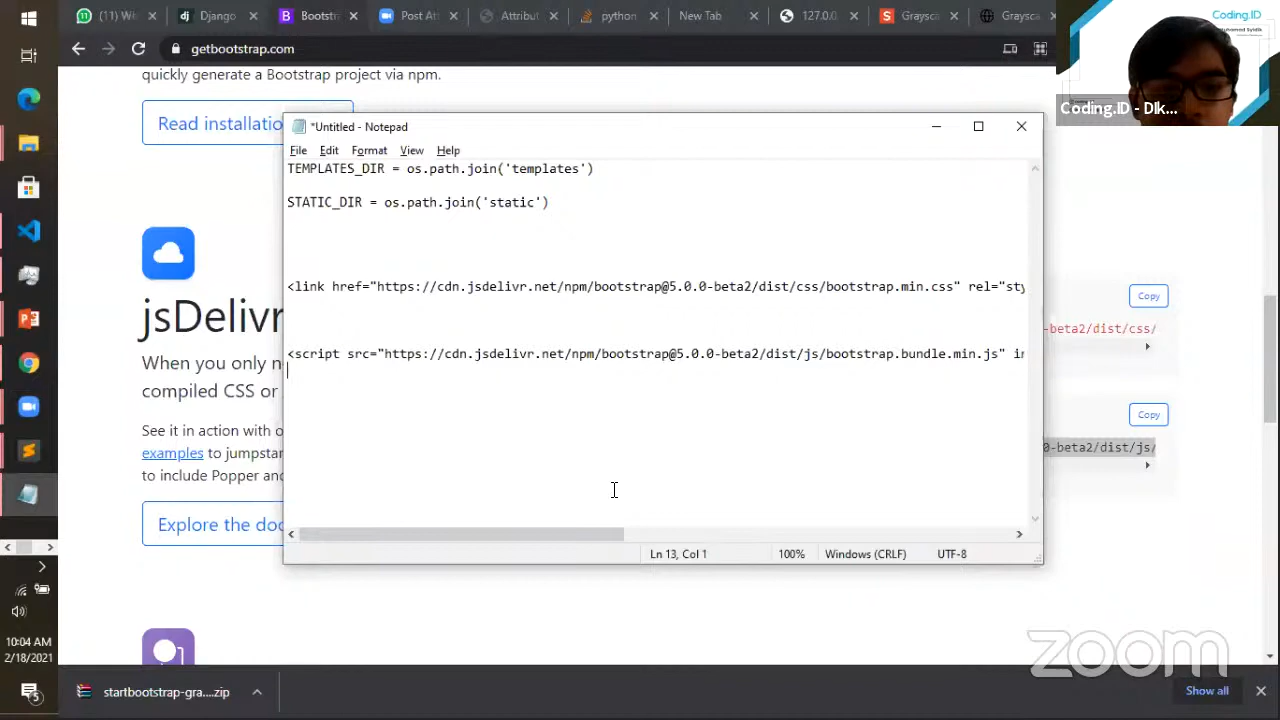 (11) Wi
Django
Bootst
Post At
Attribut
python
New Tab
127.0.0
Graysca
Graysca
getbootstrap.com
Coding.ID
Coding.ID - DIk...
quickly generate a Bootstrap project via npm.
Read installatio
*Untitled - Notepad
File Edit Format View Help
TEMPLATES_DIR = os.path.join('templates')
STATIC_DIR = os.path.join('static')
<link href="https://cdn.jsdelivr.net/npm/bootstrap@5.0.0-beta2/dist/css/bootstrap.min.css" rel="sty
<script src="https://cdn.jsdelivr.net/npm/bootstrap@5.0.0-beta2/dist/js/bootstrap.bundle.min.js" in
Ln 13, Col 1
100%
Windows (CRLF)
UTF-8
jsDelivr
When you only n
compiled CSS or
See it in action with o
examples to jumpstar
to include Popper and
Explore the doc
Copy
-beta2/dist/css/
Copy
0-beta2/dist/js/
10:04 AM
2/18/2021
5
zoom
startbootstrap-gra....zip
Show all